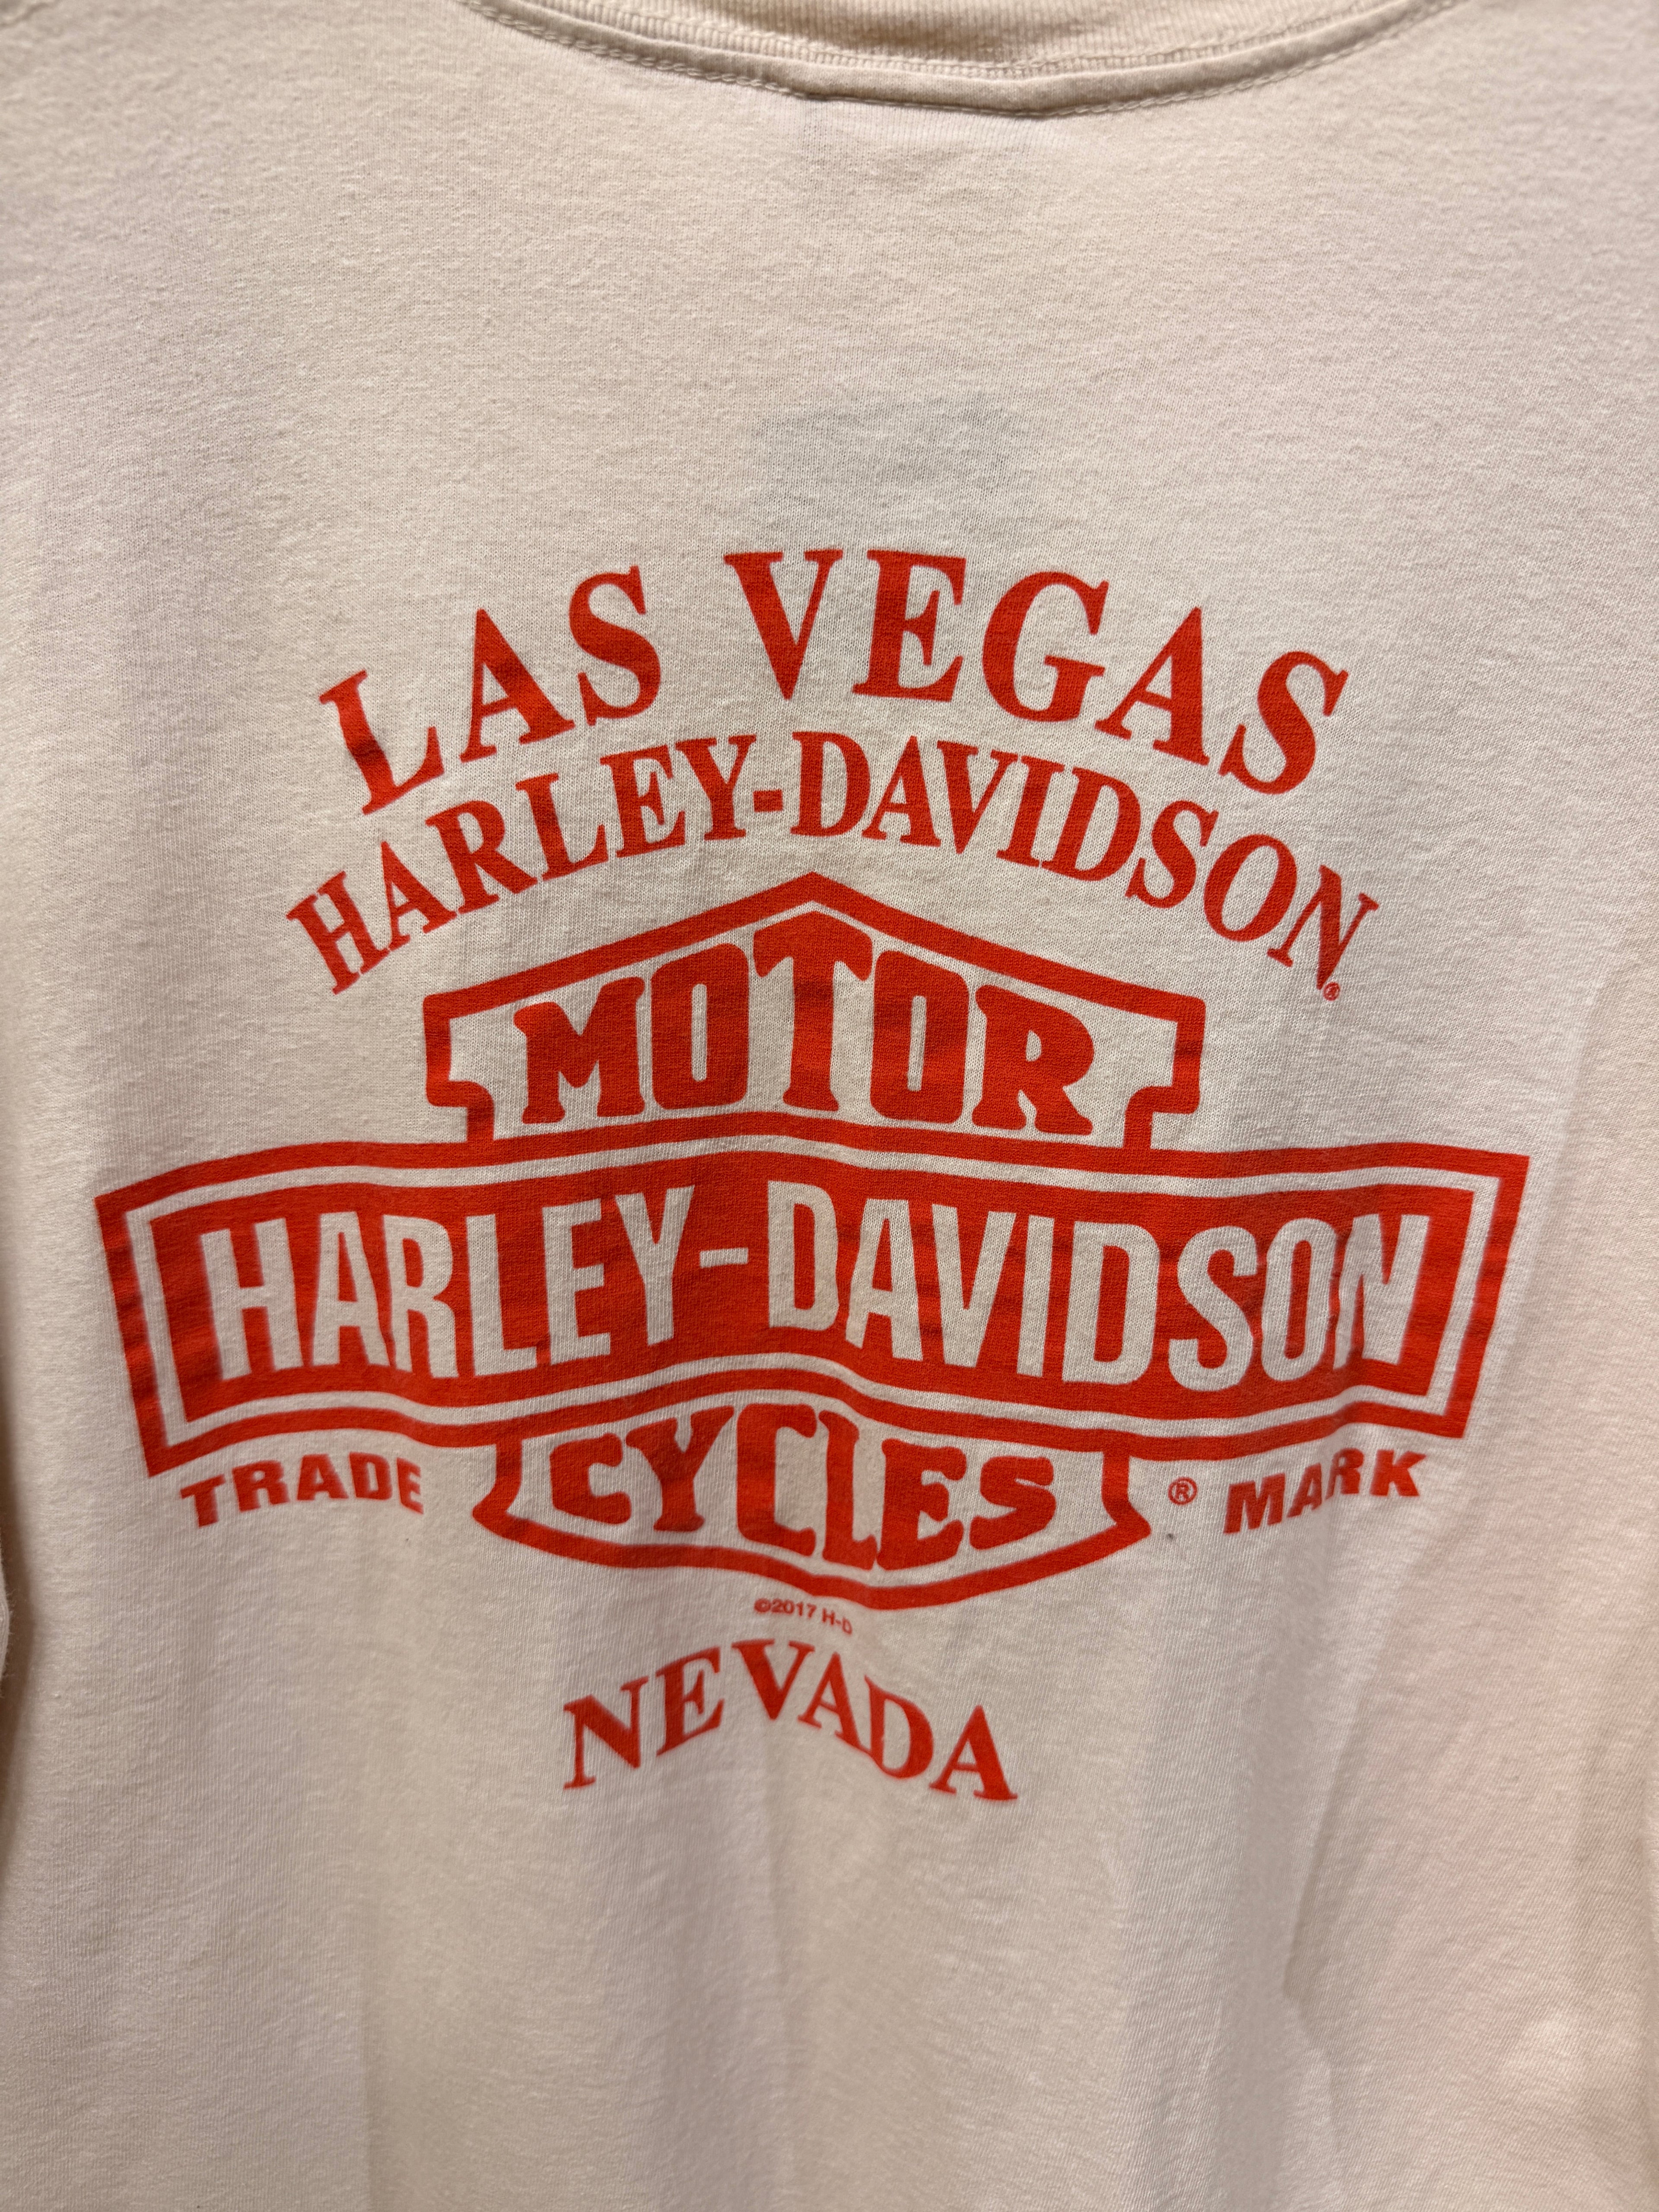 LAS VEGAS
HARLEY-DAVIDSON®
MOTOR
HARLEY-DAVIDSON
CYCLES
TRADE ® MARK
©2017 H-D
NEVADA